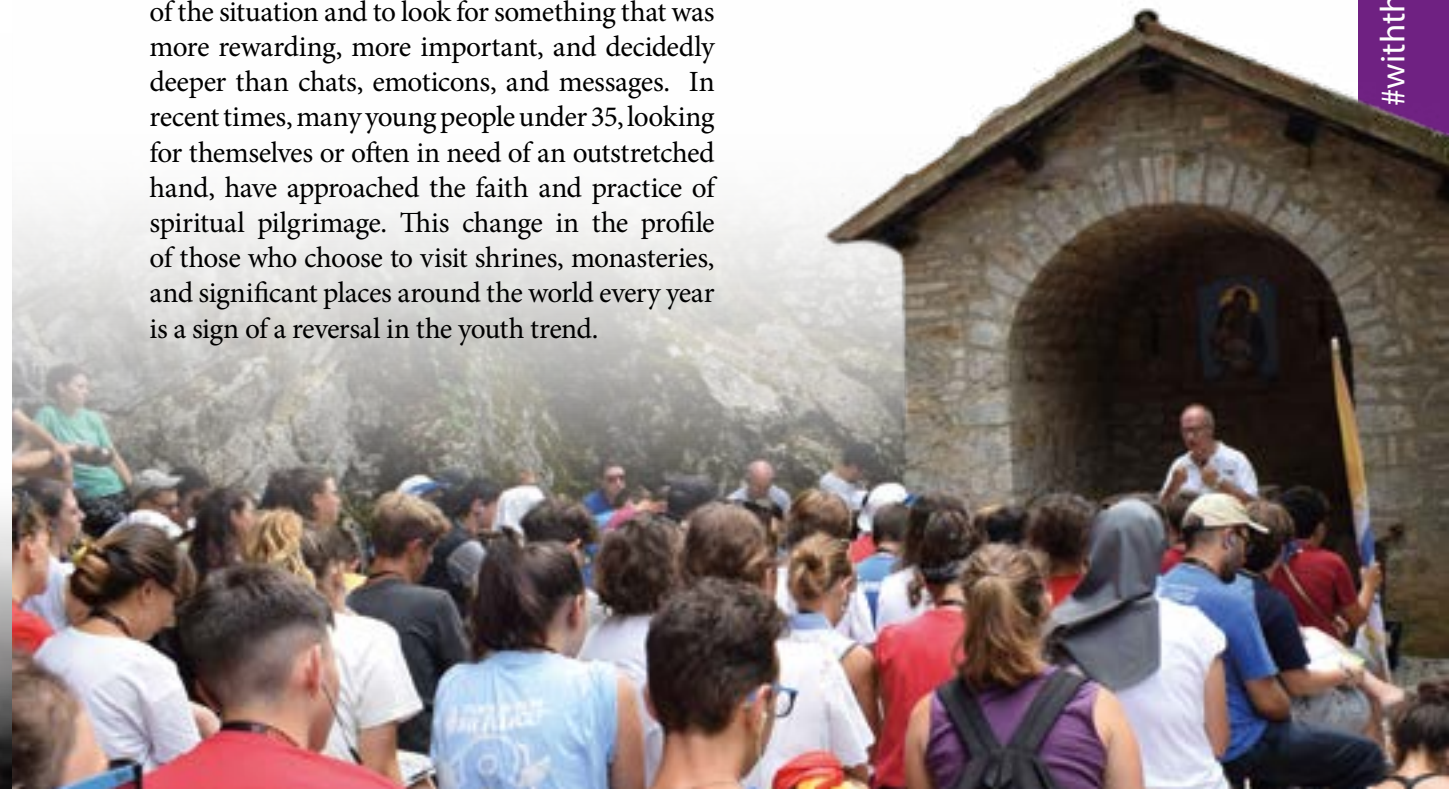 of the situation and to look for something that was
more rewarding, more important, and decidedly
deeper than chats, emoticons, and messages. In
recent times, many young people under 35, looking
for themselves or often in need of an outstretched
hand, have approached the faith and practice of
spiritual pilgrimage. This change in the profile
of those who choose to visit shrines, monasteries,
and significant places around the world every year
is a sign of a reversal in the youth trend.
#withth